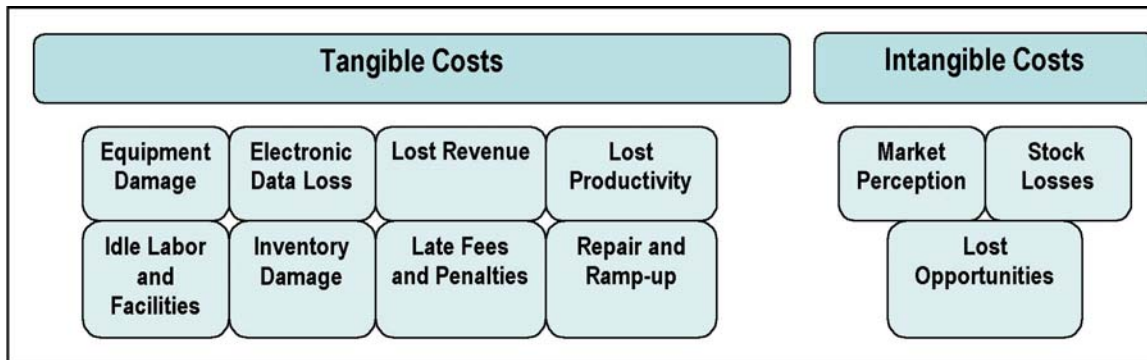 Tangible Costs
Intangible Costs
Equipment
Damage
Electronic
Data Loss
Lost Revenue
Lost
Productivity
Market
Perception
Stock
Losses
Idle Labor
and
Facilities
Inventory
Damage
Late Fees
and Penalties
Repair and
Ramp-up
Lost
Opportunities